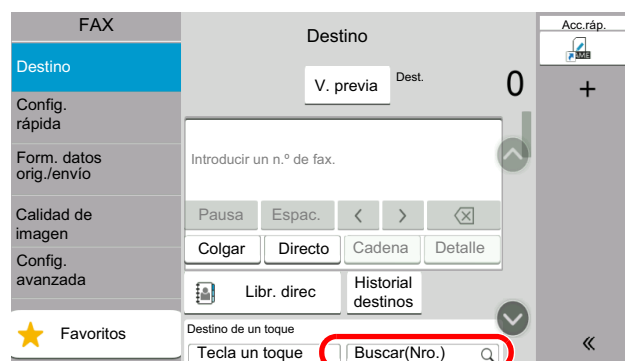 FAX
Destino
Config.
rápida
Form. datos
orig./envío
Calidad de
imagen
Config.
avanzada
Favoritos
Destino
V. previa
Dest.
0
Introducir un n.º de fax.
Pausa
Espac.
Colgar
Directo
Cadena
Detalle
Libr. direc
Historial
destinos
Destino de un toque
Tecla un toque
Buscar(Nro.)
Acc.ráp.
+
«